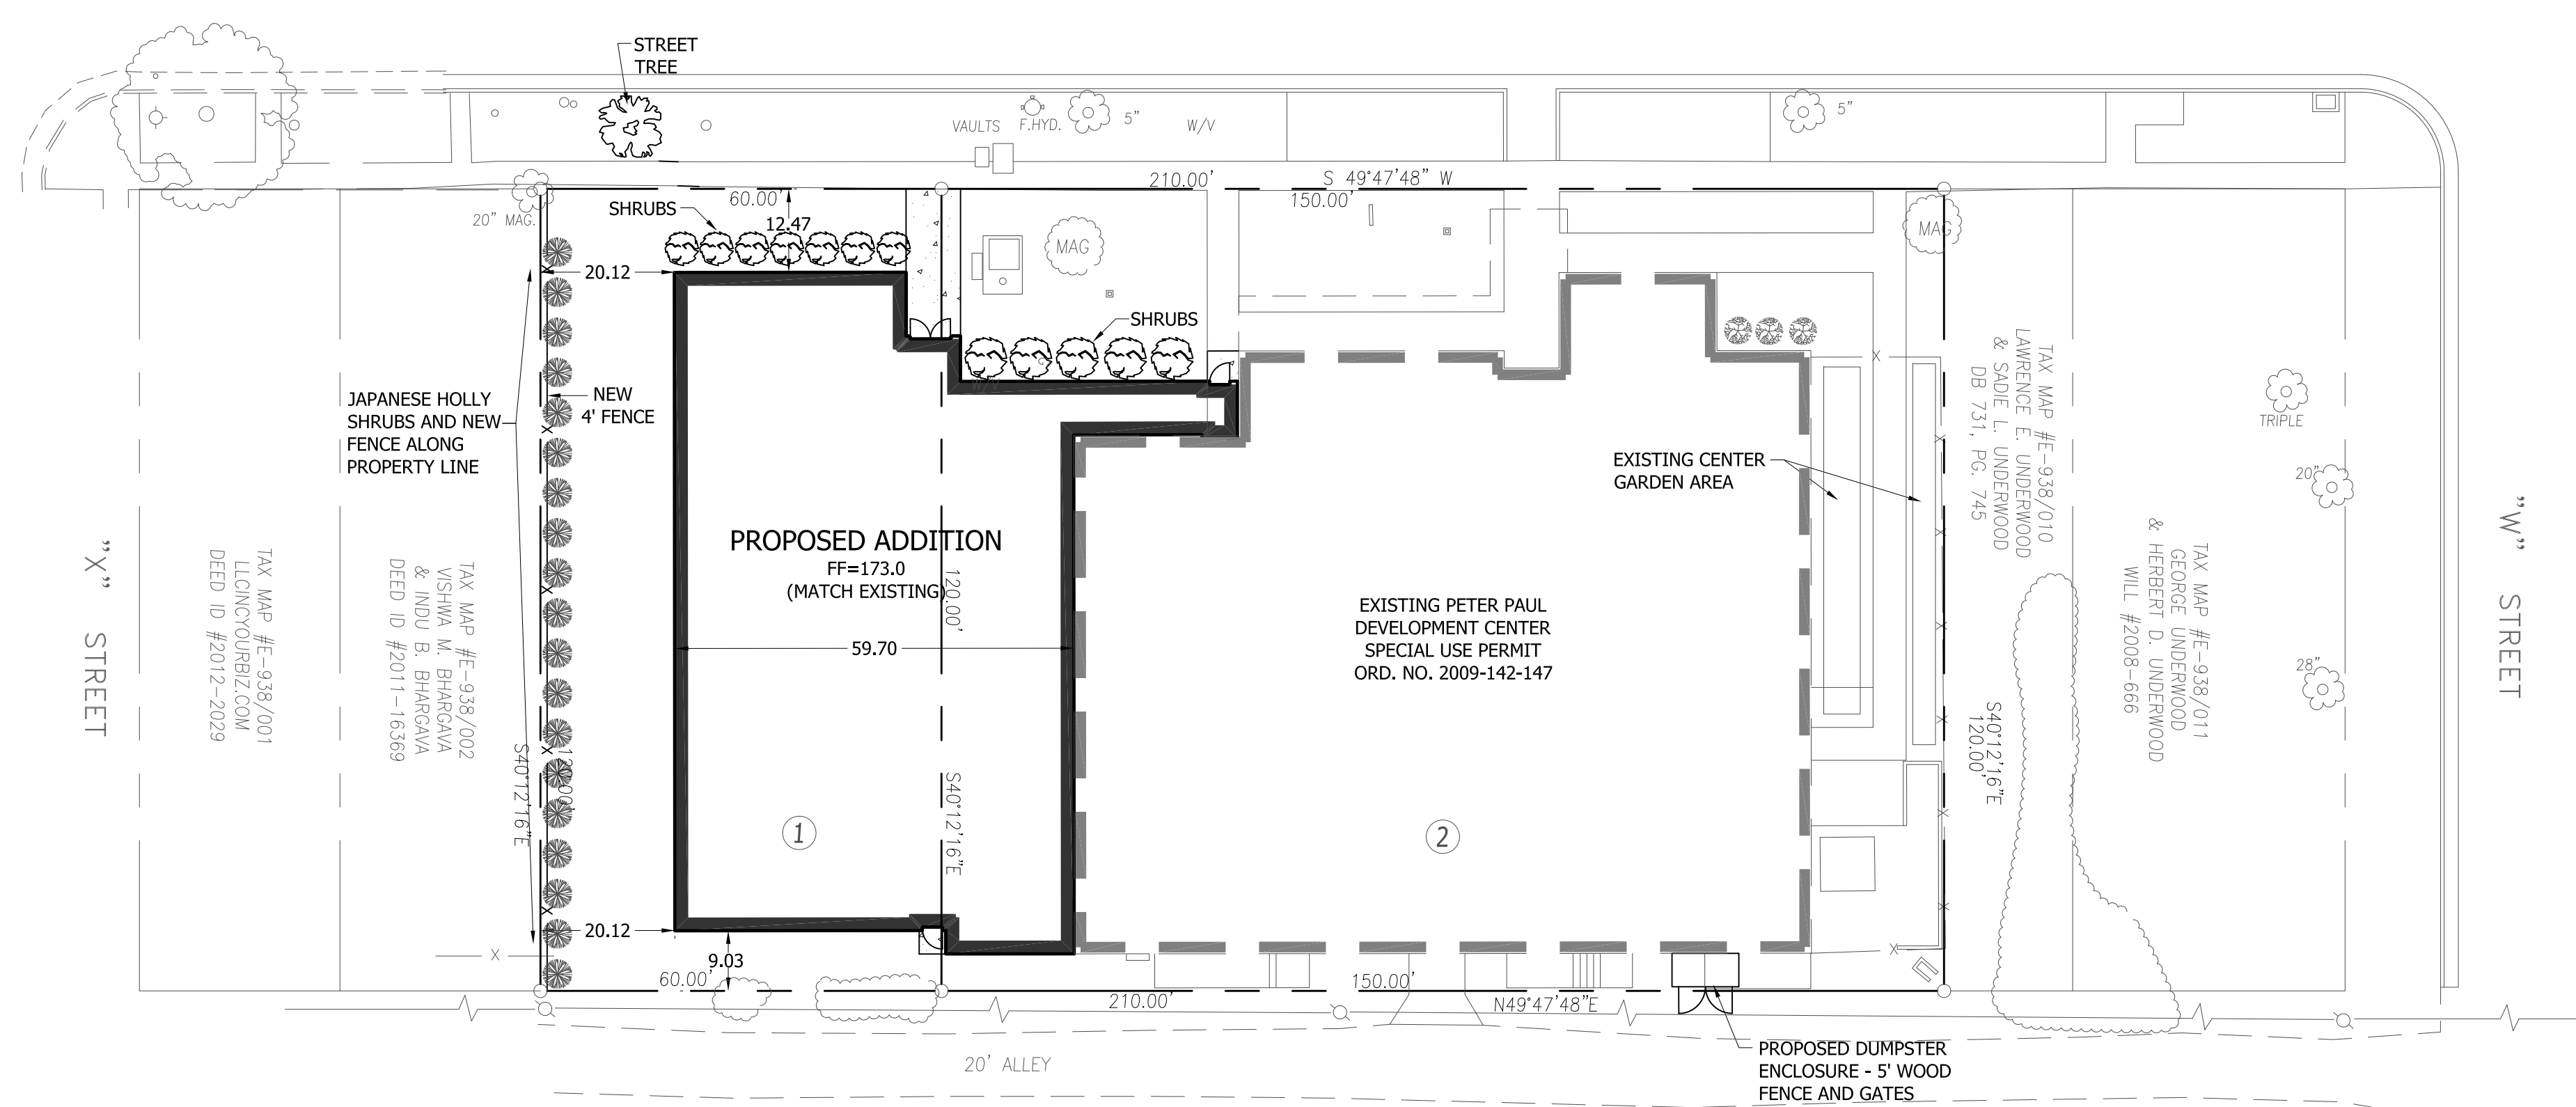 STREET
TREE
VAULTS
F.HYD.
5"
W/V
5"
20" MAG.
SHRUBS
60.00'
12.47
210.00'
S 49°47'48" W
150.00'
MAG
MAG
20.12
SHRUBS
JAPANESE HOLLY
SHRUBS AND NEW
FENCE ALONG
PROPERTY LINE
NEW
4' FENCE
PROPOSED ADDITION
FF=173.0
(MATCH EXISTING)
120.00'
S40°12'16"E
59.70
EXISTING PETER PAUL
DEVELOPMENT CENTER
SPECIAL USE PERMIT
ORD. NO. 2009-142-147
EXISTING CENTER
GARDEN AREA
TAX MAP #E-938/010
LAWRENCE E. UNDERWOOD
& SADIE L. UNDERWOOD
DB 731, PG. 745
TRIPLE
20"
28"
TAX MAP #E-938/011
GEORGE UNDERWOOD
& HERBERT D. UNDERWOOD
WILL #2008-666
"W" STREET
"X" STREET
TAX MAP #E-938/001
LLCINCYOURBIZ.COM
DEED ID #2012-2029
TAX MAP #E-938/002
VISHWA M. BHARGAVA
& INDU B. BHARGAVA
DEED ID #2011-16369
S40°12'16"E
120.00'
S40°12'16"E
120.00'
1
2
20.12
9.03
60.00'
210.00'
150.00'
N49°47'48"E
20' ALLEY
PROPOSED DUMPSTER
ENCLOSURE - 5' WOOD
FENCE AND GATES